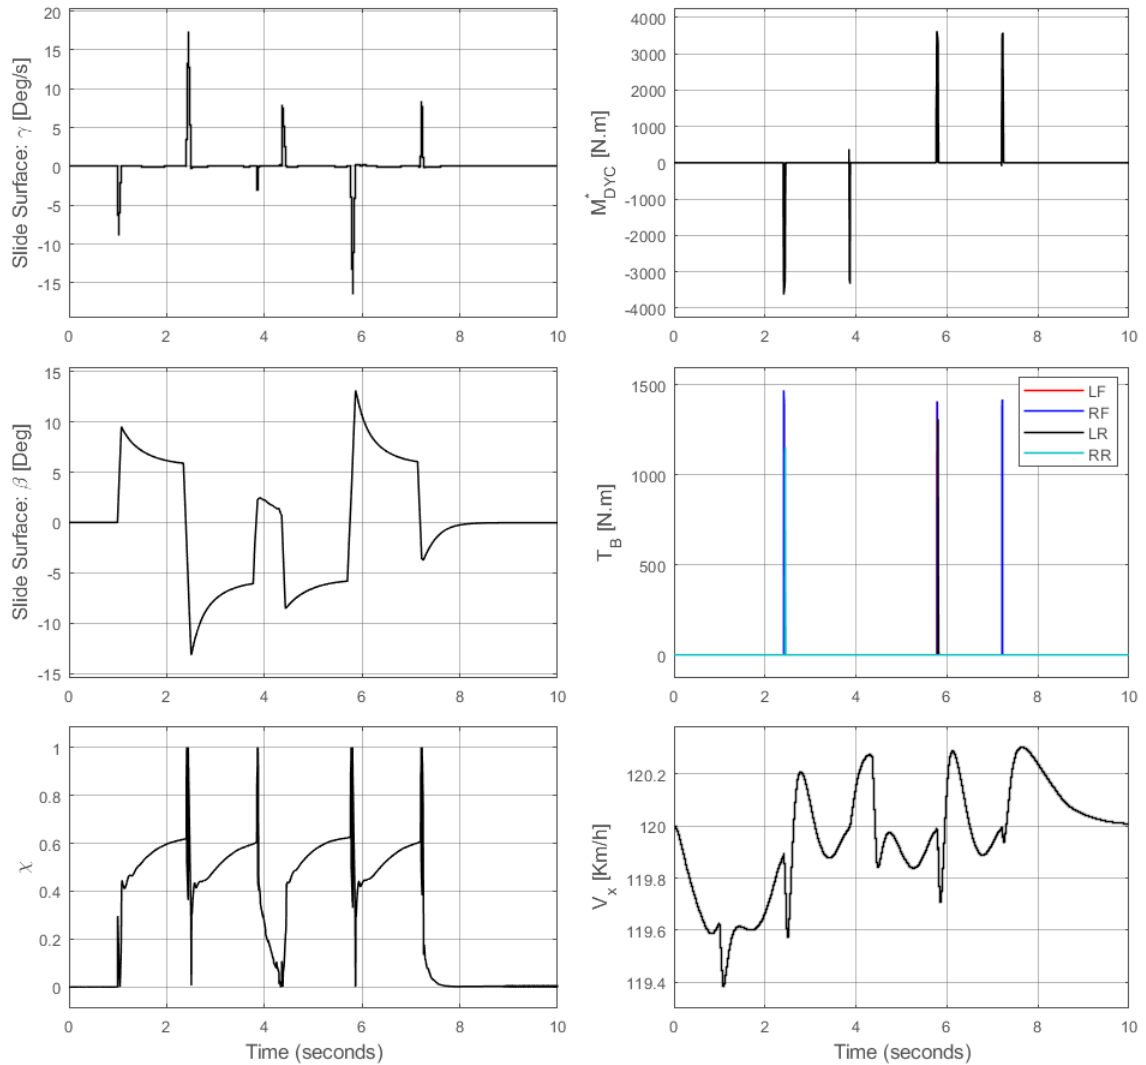 Slide Surface: γ [Deg/s]
20
15
10
5
0
-5
-10
-15
0 2 4 6 8 10
M*DYC [N.m]
4000
3000
2000
1000
0
-1000
-2000
-3000
-4000
0 2 4 6 8 10
Slide Surface: β [Deg]
15
10
5
0
-5
-10
-15
0 2 4 6 8 10
T_B [N.m]
1500
1000
500
0
LF
RF
LR
RR
0 2 4 6 8 10
χ
1
0.8
0.6
0.4
0.2
0
0 2 4 6 8 10
Time (seconds)
V_x [Km/h]
120.2
120
119.8
119.6
119.4
0 2 4 6 8 10
Time (seconds)